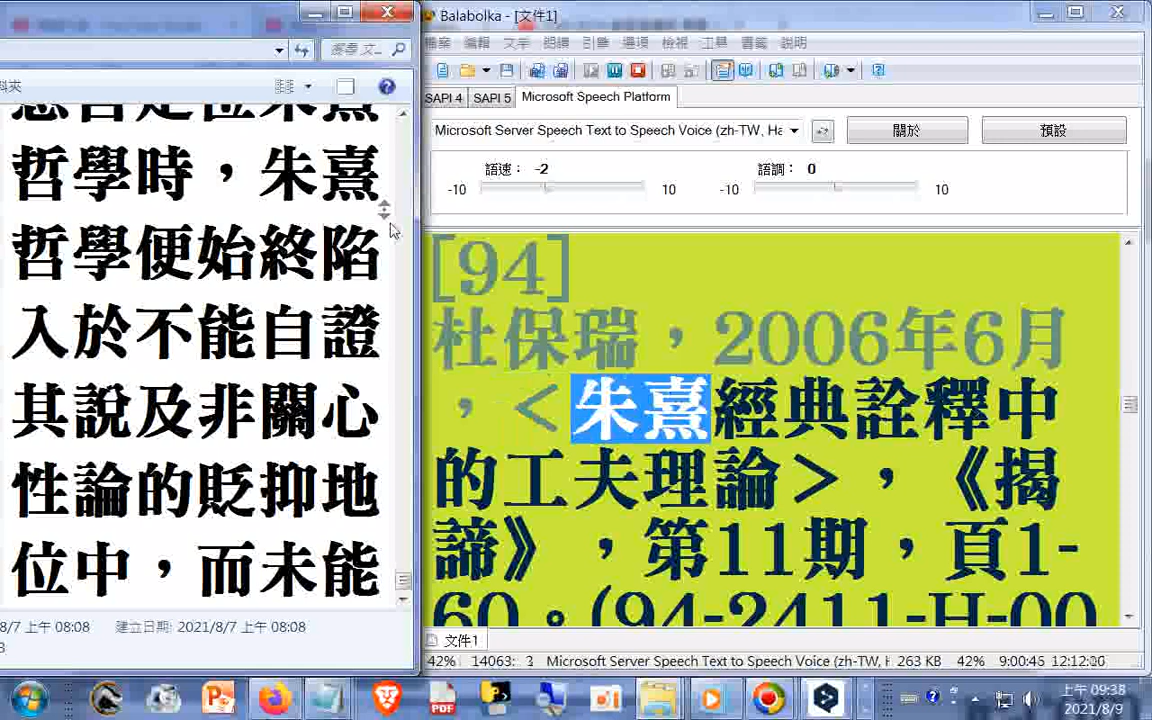 Balabolka - [文件1]
檔案 編輯 文字 朗讀 引擎 選項 檢視 工具 書籤 說明
SAPI 4 SAPI 5 Microsoft Speech Platform
Microsoft Server Speech Text to Speech Voice (zh-TW, Ha
關於
預設
語速： -2
-10 10
語調： 0
-10 10
哲學時，朱熹
哲學便始終陷
入於不能自證
其說及非關心
性論的貶抑地
位中，而未能
[94]
杜保瑞，2006年6月
，＜朱熹經典詮釋中
的工夫理論＞，《揭
諦》，第11期，頁1-
60。(94-2411-H-00
8/7 上午 08:08 建立日期: 2021/8/7 上午 08:08
文件1
42% 14063: Microsoft Server Speech Text to Speech Voice (zh-TW, H 263 KB 42% 9:00:45
上午 09:38
2021/8/9